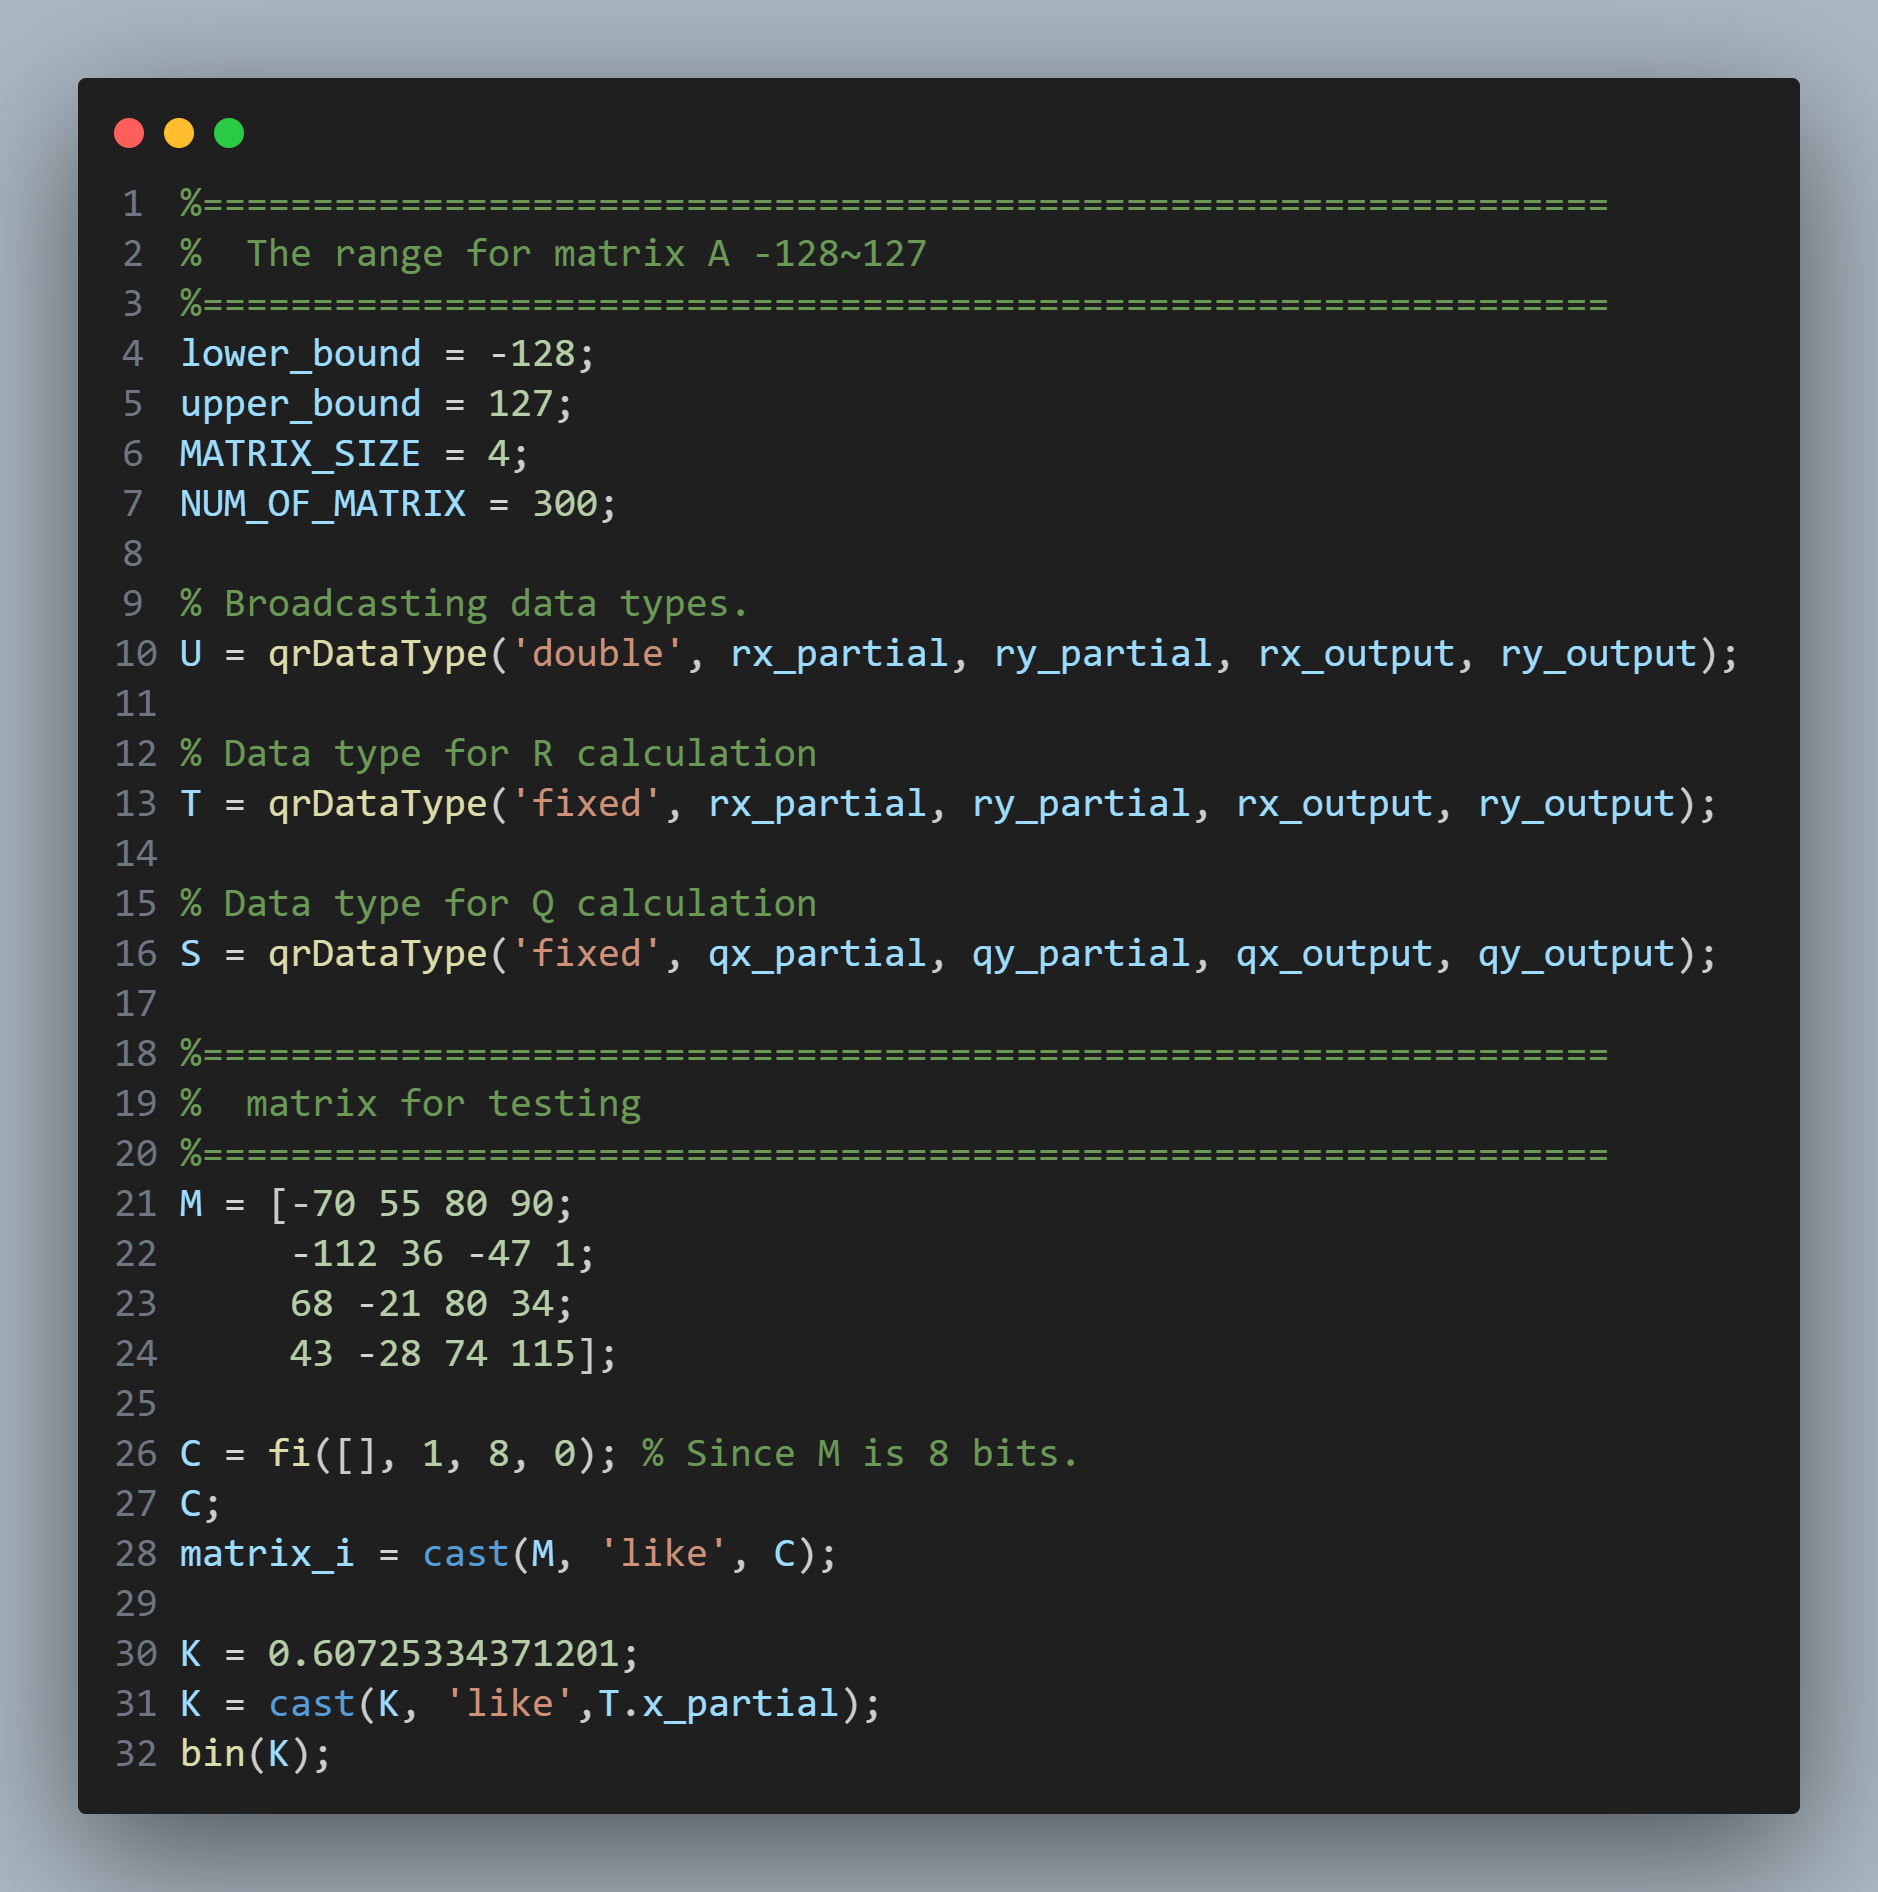 1 %================================================================
2 %  The range for matrix A -128~127
3 %================================================================
4 lower_bound = -128;
5 upper_bound = 127;
6 MATRIX_SIZE = 4;
7 NUM_OF_MATRIX = 300;
8
9 % Broadcasting data types.
10 U = qrDataType('double', rx_partial, ry_partial, rx_output, ry_output);
11
12 % Data type for R calculation
13 T = qrDataType('fixed', rx_partial, ry_partial, rx_output, ry_output);
14
15 % Data type for Q calculation
16 S = qrDataType('fixed', qx_partial, qy_partial, qx_output, qy_output);
17
18 %================================================================
19 %  matrix for testing
20 %================================================================
21 M = [-70 55 80 90;
22      -112 36 -47 1;
23      68 -21 80 34;
24      43 -28 74 115];
25
26 C = fi([], 1, 8, 0); % Since M is 8 bits.
27 C;
28 matrix_i = cast(M, 'like', C);
29
30 K = 0.60725334371201;
31 K = cast(K, 'like',T.x_partial);
32 bin(K);